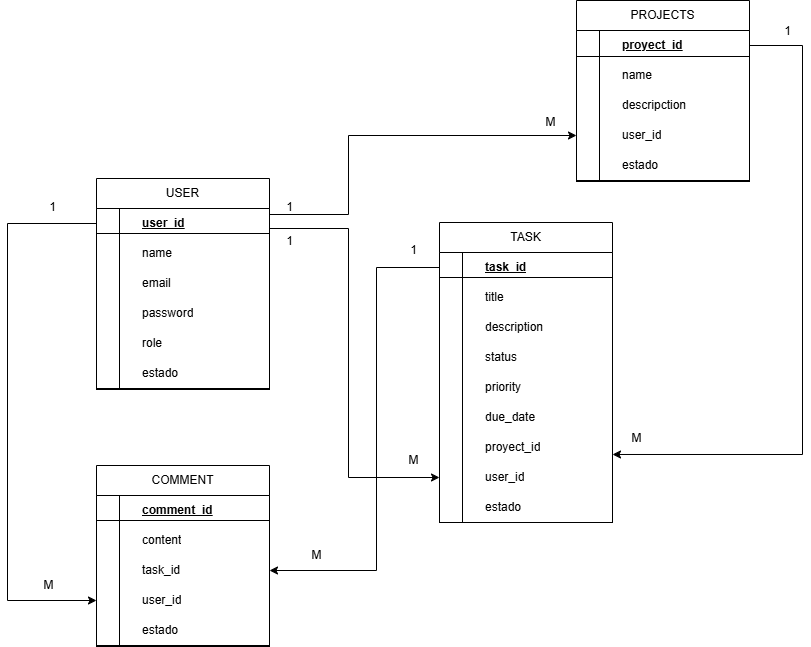 PROJECTS
proyect_id
name
descripction
user_id
estado
1
M
USER
user_id
name
email
password
role
estado
1
1
1
TASK
task_id
title
description
status
priority
due_date
proyect_id
user_id
estado
1
M
M
COMMENT
comment_id
content
task_id
user_id
estado
M
M